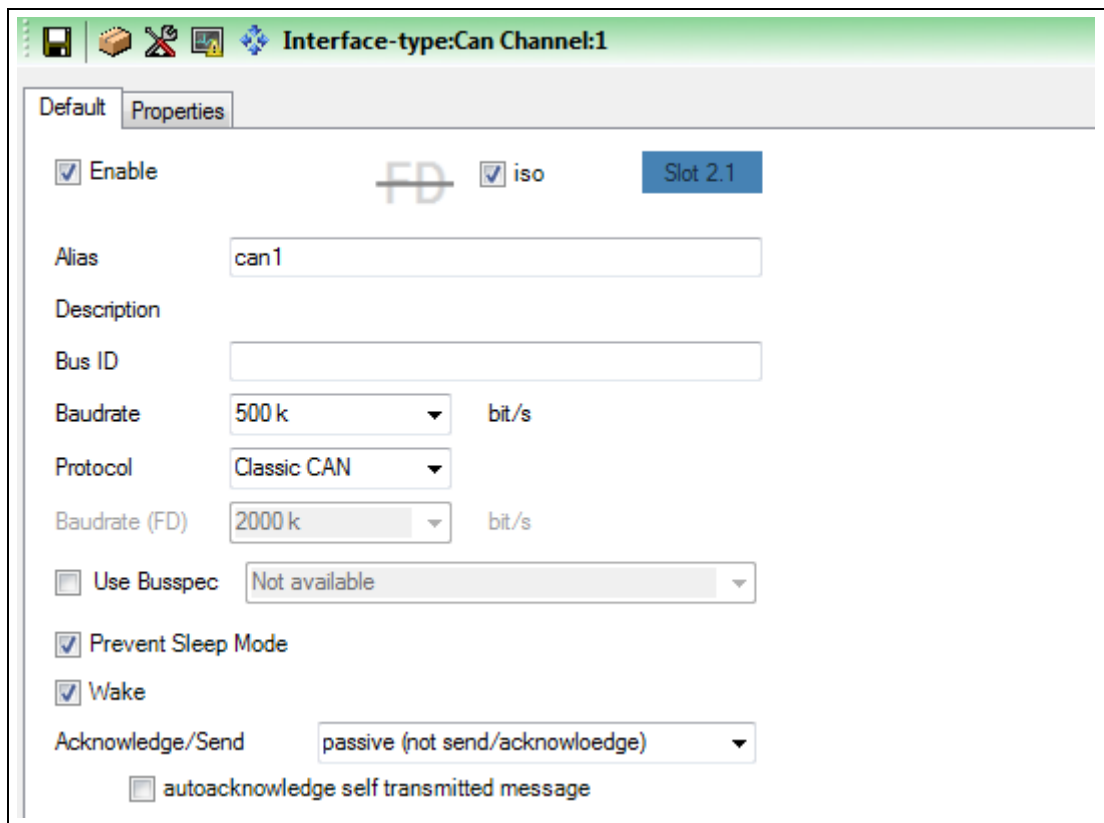 Interface-type:Can Channel:1
Default Properties
Enable FD iso Slot 2.1
Alias can1
Description
Bus ID
Baudrate 500 k bit/s
Protocol Classic CAN
Baudrate (FD) 2000 k bit/s
Use Busspec Not available
Prevent Sleep Mode
Wake
Acknowledge/Send passive (not send/acknowloedge)
autoacknowledge self transmitted message